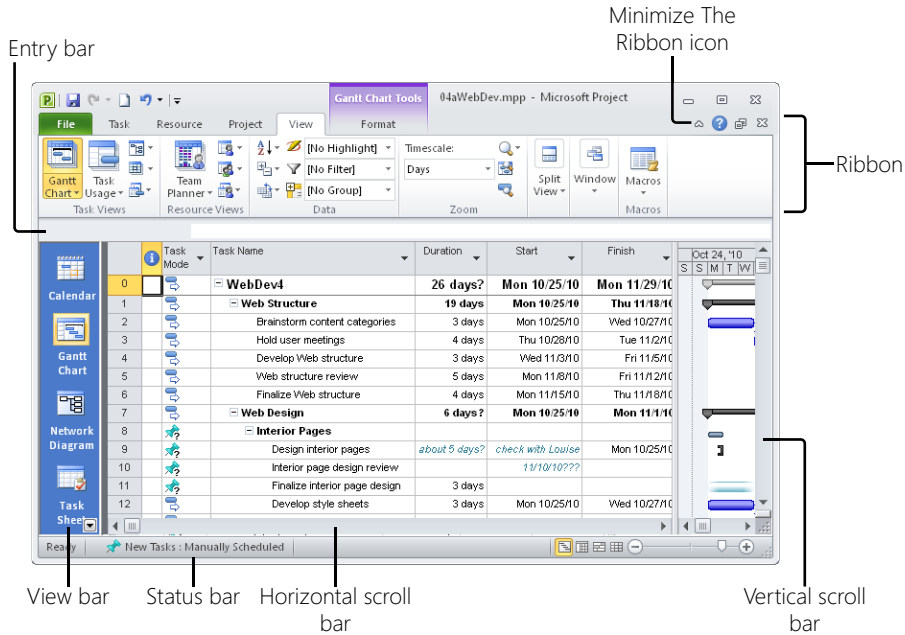 Minimize The
Ribbon icon
Entry bar
Gantt Chart Tools 04aWebDev.mpp - Microsoft Project
File Task Resource Project View Format
Ribbon
[No Highlight] Timescale:
[No Filter] Days
Gantt Chart Task Usage Team Planner [No Group] Split View Window Macros
Task Views Resource Views Data Zoom Macros
Task Mode Task Name Duration Start Finish Oct 24, '10
S S M T W
0 WebDev4 26 days? Mon 10/25/10 Mon 11/29/10
1 Web Structure 19 days Mon 10/25/10 Thu 11/18/10
2 Brainstorm content categories 3 days Mon 10/25/10 Wed 10/27/10
3 Hold user meetings 4 days Thu 10/28/10 Tue 11/2/10
4 Develop Web structure 3 days Wed 11/3/10 Fri 11/5/10
5 Web structure review 5 days Mon 11/8/10 Fri 11/12/10
6 Finalize Web structure 4 days Mon 11/15/10 Thu 11/18/10
7 Web Design 6 days? Mon 10/25/10 Mon 11/1/10
8 Interior Pages
9 Design interior pages about 5 days? check with Louise Mon 10/25/10
10 Interior page design review 11/10/10???
11 Finalize interior page design 3 days
12 Develop style sheets 3 days Mon 10/25/10 Wed 10/27/10
Calendar
Gantt
Chart
Network
Diagram
Task
Sheet
Ready New Tasks : Manually Scheduled
View bar Status bar Horizontal scroll
bar
Vertical scroll
bar